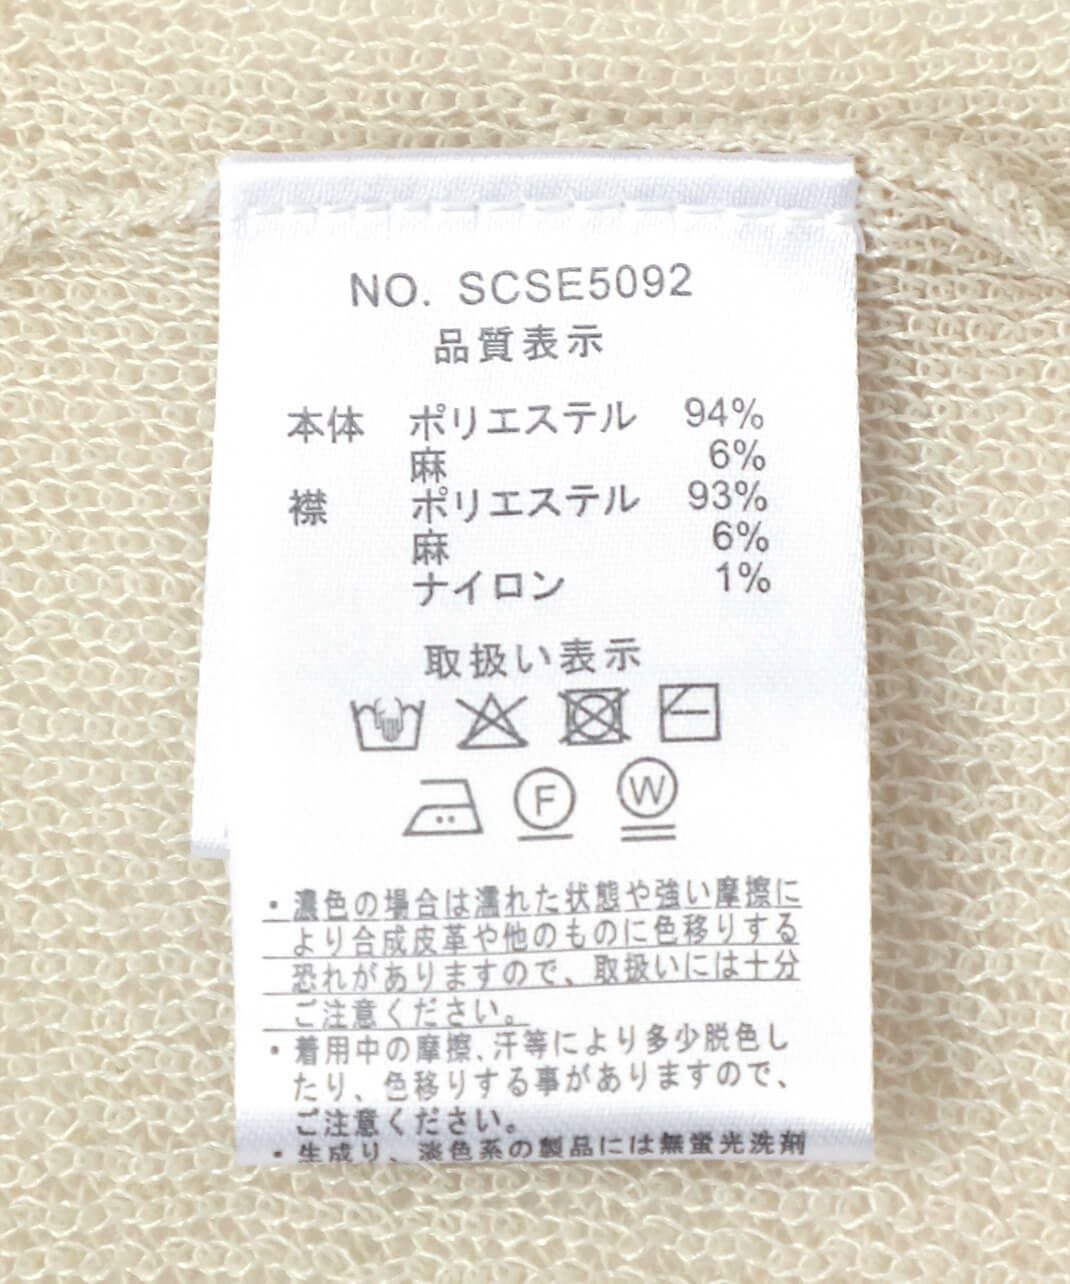 NO. SCSE5092
品質表示
本体 ポリエステル 94%
麻 6%
襟 ポリエステル 93%
麻 6%
ナイロン 1%
取扱い表示
F W
・濃色の場合は濡れた状態や強い摩擦に
より合成皮革や他のものに色移りする
恐れがありますので、取扱いには十分
ご注意ください。
・着用中の摩擦、汗等により多少脱色し
たり、色移りする事がありますので、
ご注意ください。
・生成り、淡色系の製品には無蛍光洗剤